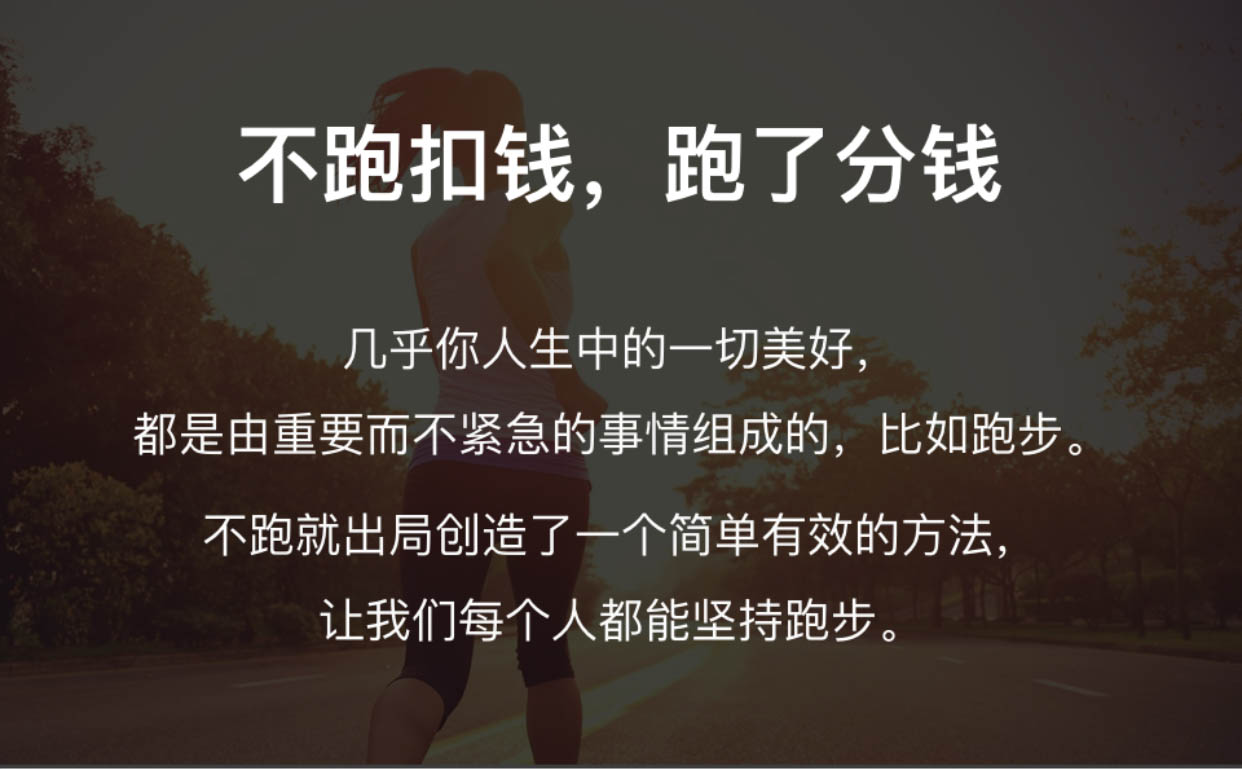 不跑扣钱，跑了分钱
几乎你人生中的一切美好，
都是由重要而不紧急的事情组成的，比如跑步。
不跑就出局创造了一个简单有效的方法，
让我们每个人都能坚持跑步。